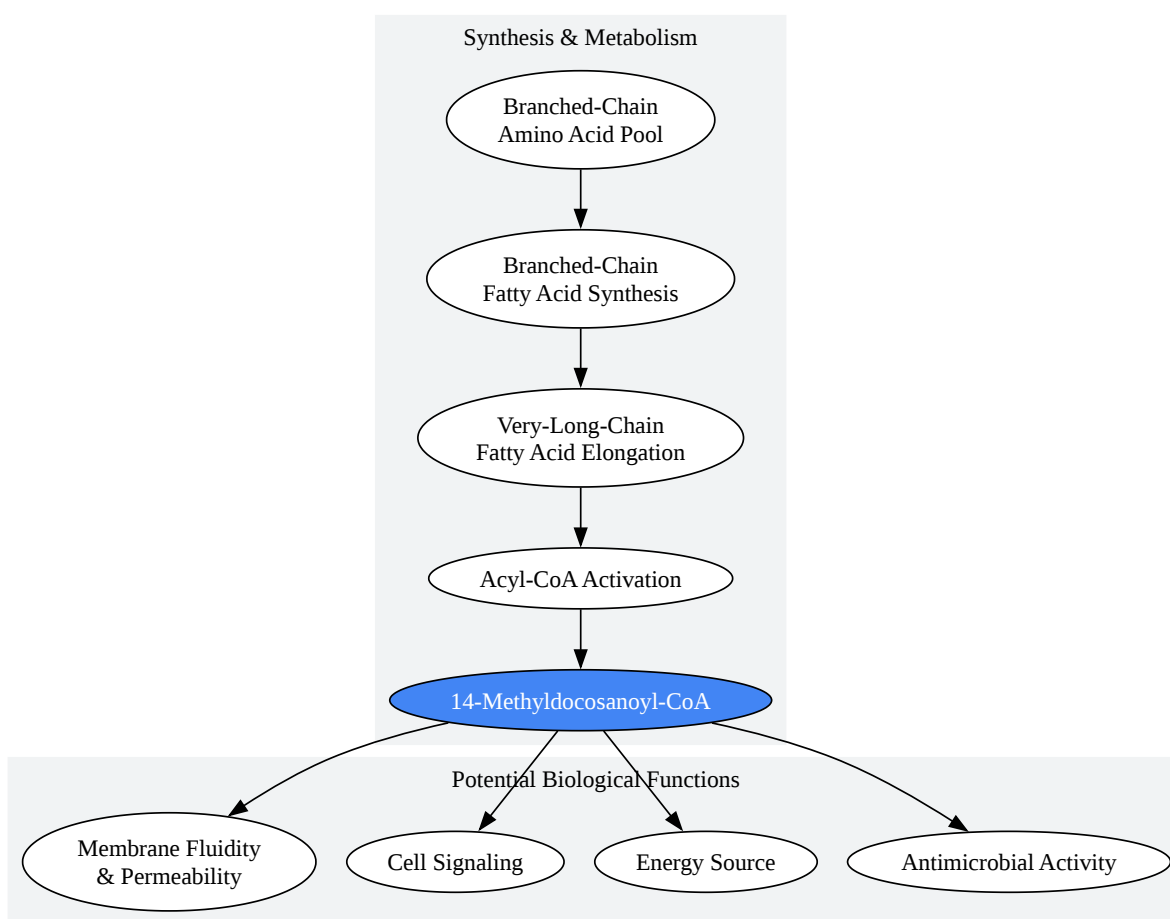 Synthesis & Metabolism
Branched-Chain
Amino Acid Pool
Branched-Chain
Fatty Acid Synthesis
Very-Long-Chain
Fatty Acid Elongation
Acyl-CoA Activation
14-Methyldocosanoyl-CoA
Potential Biological Functions
Membrane Fluidity
& Permeability
Cell Signaling
Energy Source
Antimicrobial Activity